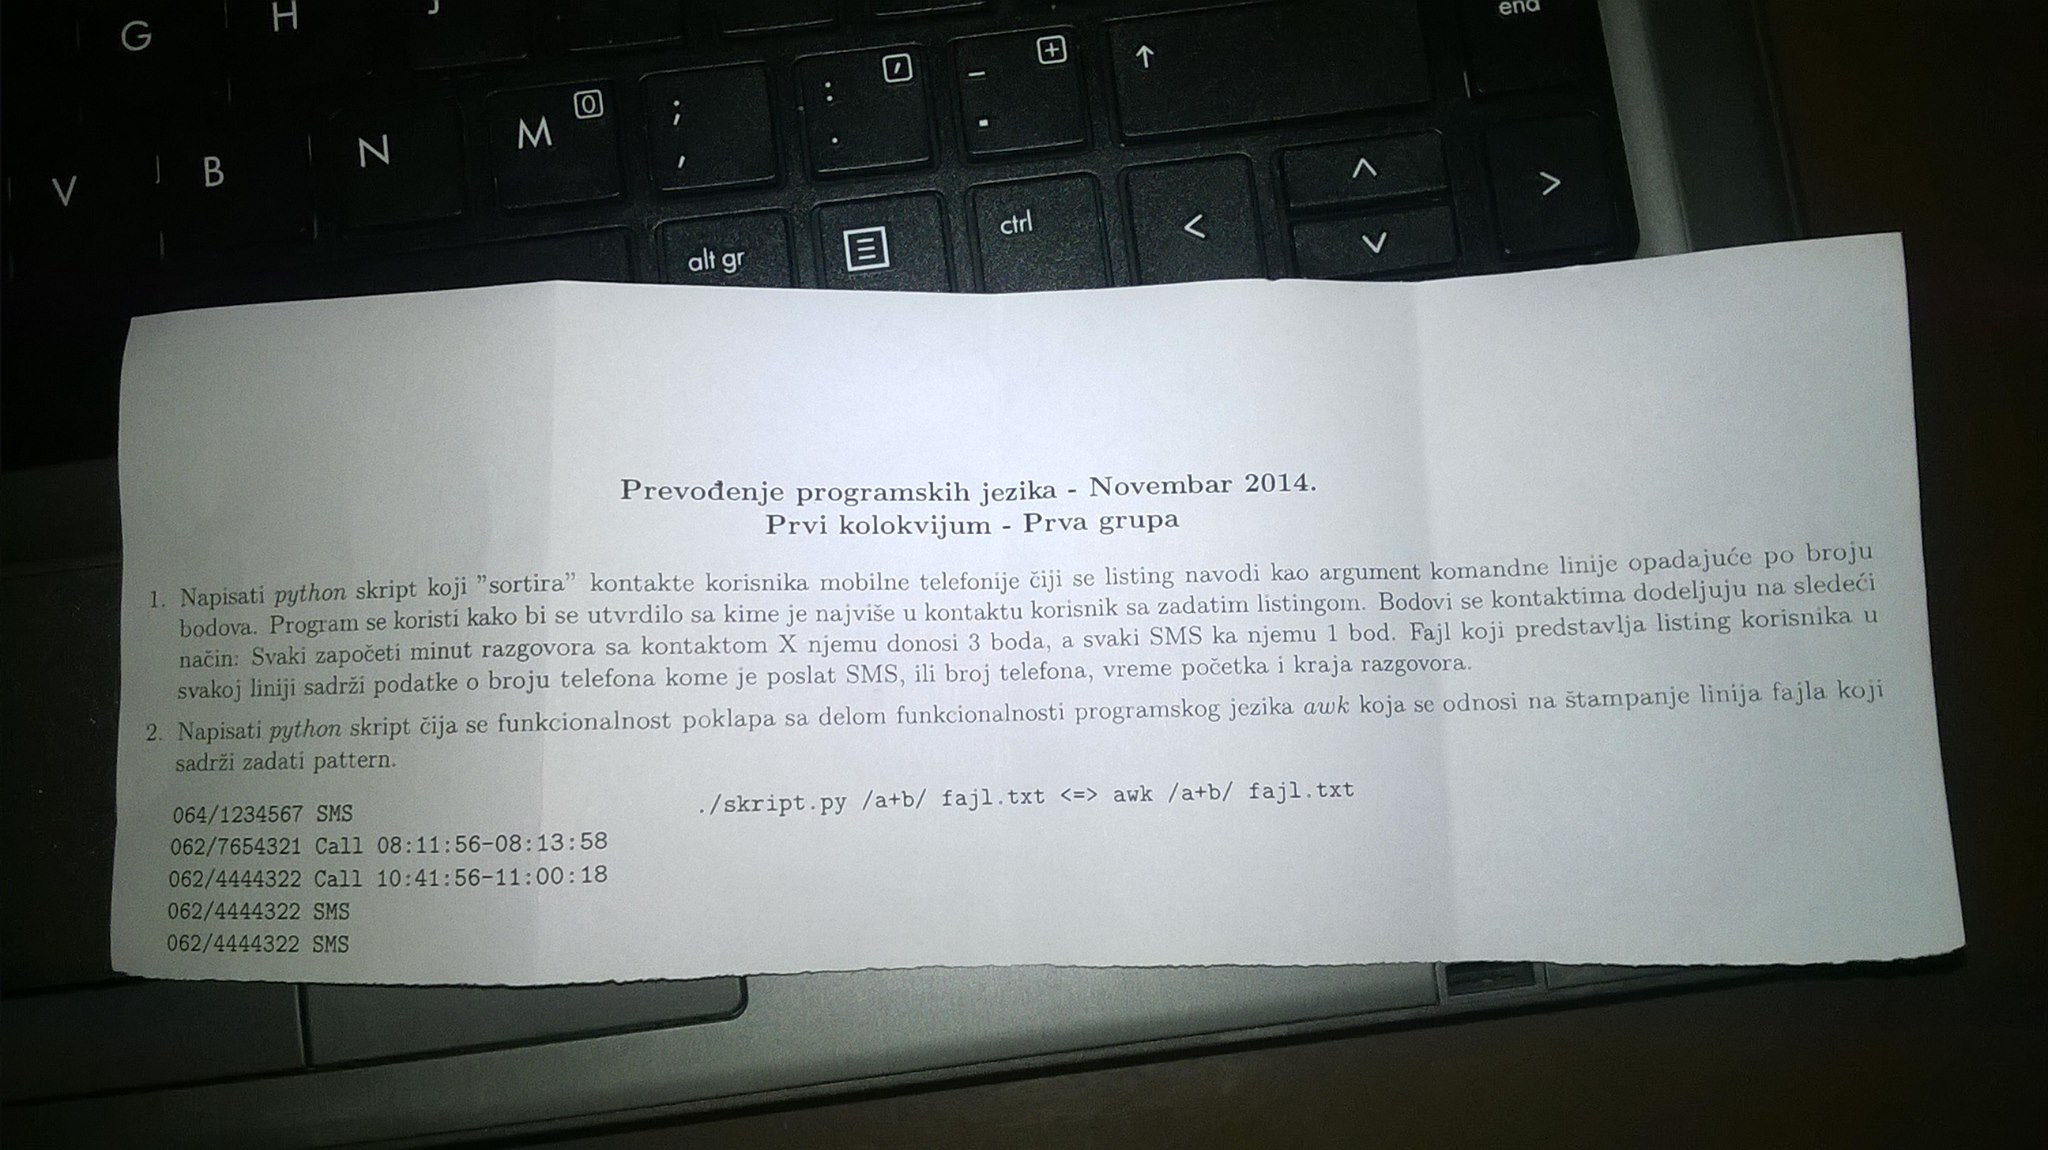 G H
end
V B N M 0 ; , : . / _ - + ↑
alt gr ctrl < ^ v >
Prevođenje programskih jezika - Novembar 2014.
Prvi kolokvijum - Prva grupa
1. Napisati python skript koji "sortira" kontakte korisnika mobilne telefonije čiji se listing navodi kao argument komandne linije opadajuće po broju
bodova. Program se koristi kako bi se utvrdilo sa kime je najviše u kontaktu korisnik sa zadatim listingom. Bodovi se kontaktima dodeljuju na sledeći
način: Svaki započeti minut razgovora sa kontaktom X njemu donosi 3 boda, a svaki SMS ka njemu 1 bod. Fajl koji predstavlja listing korisnika u
svakoj liniji sadrži podatke o broju telefona kome je poslat SMS, ili broj telefona, vreme početka i kraja razgovora.
2. Napisati python skript čija se funkcionalnost poklapa sa delom funkcionalnosti programskog jezika awk koja se odnosi na štampanje linija fajla koji
sadrži zadati pattern.
./skript.py /a+b/ fajl.txt <=> awk /a+b/ fajl.txt
064/1234567 SMS
062/7654321 Call 08:11:56-08:13:58
062/4444322 Call 10:41:56-11:00:18
062/4444322 SMS
062/4444322 SMS